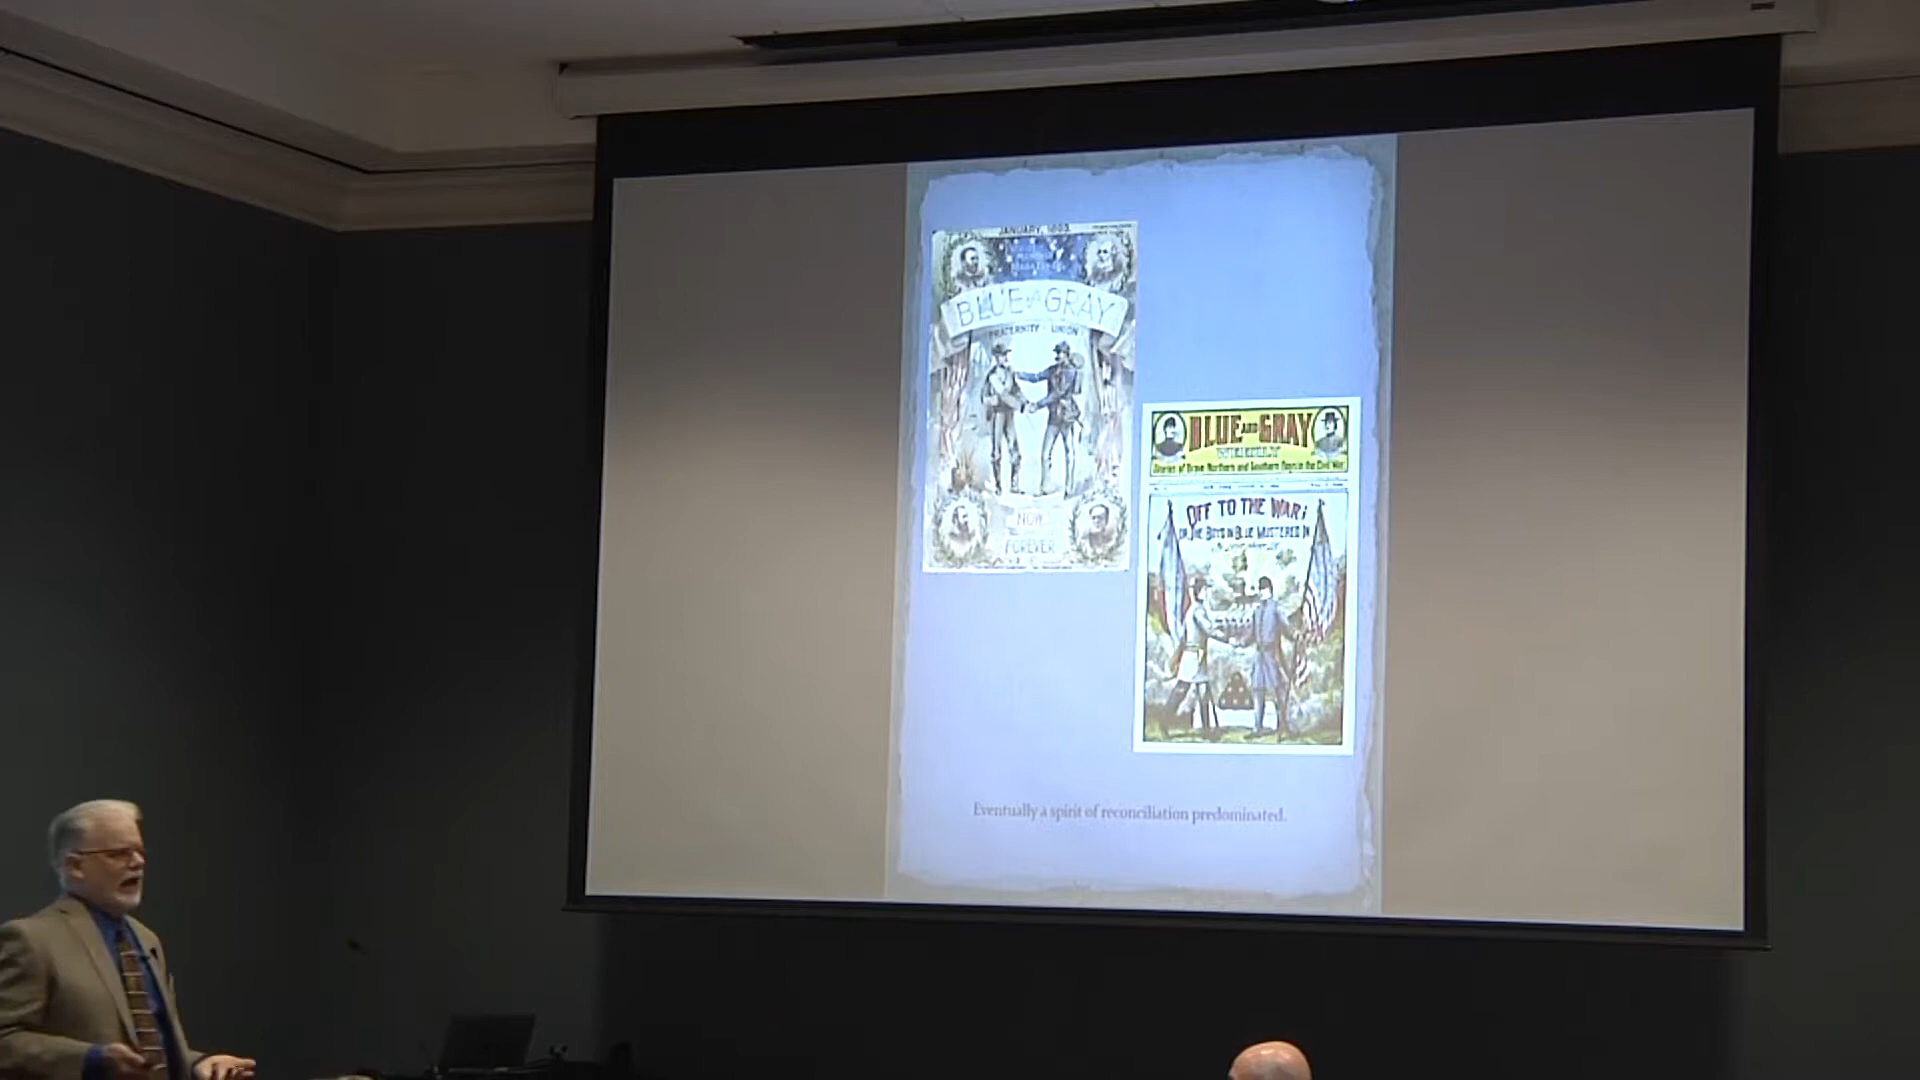 JANUARY, 1893.
BLUE AND GRAY
FRATERNITY UNION
NOW
FOREVER
BLUE AND GRAY
WEEKLY
Stories of Brave Northern and Southern Boys in the Civil War
OFF TO THE WAR;
OR, THE BOYS IN BLUE MUSTERED IN
Eventually a spirit of reconciliation predominated.